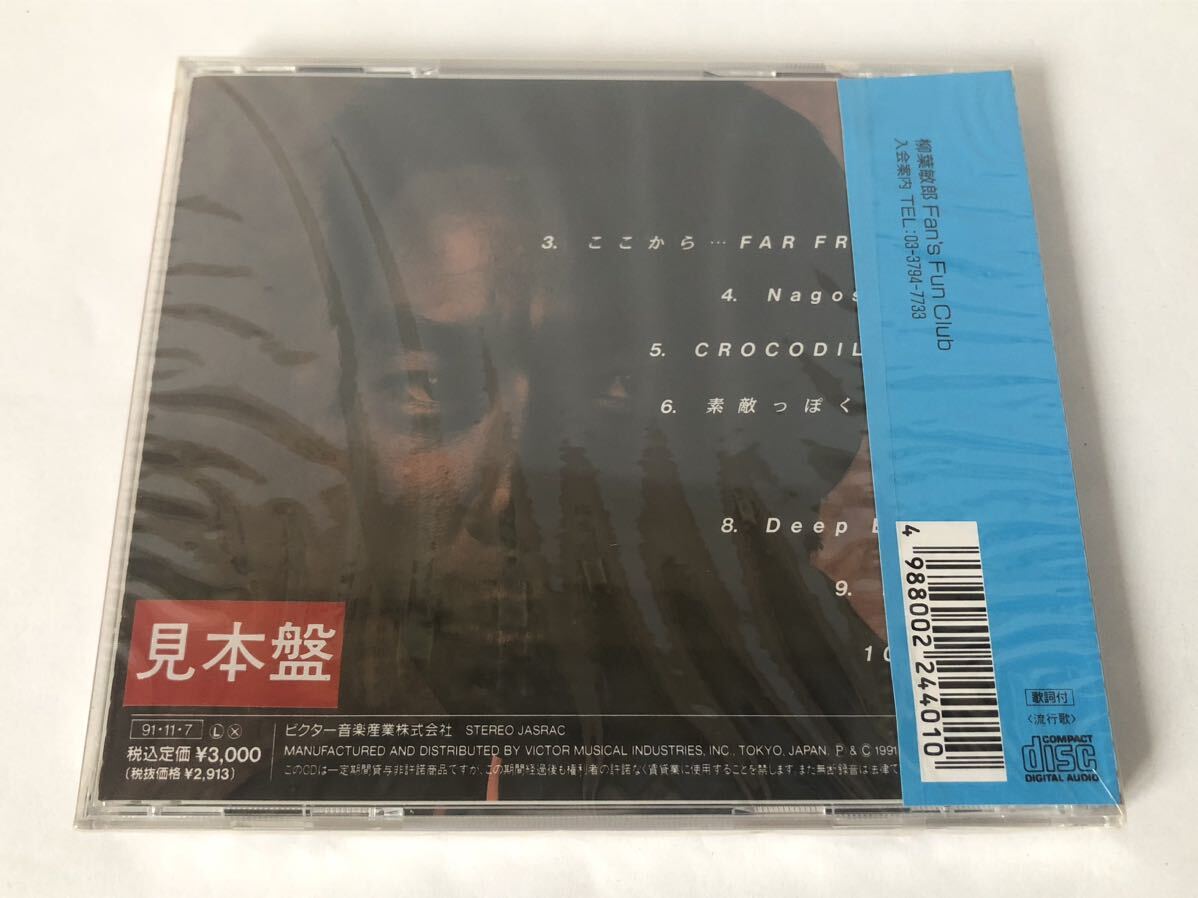 3. ここから… FAR FR
4. Nagos
5. CROCODIL
6. 素敵っぽく
8. Deep
9.
10
見本盤
91・11・7 Ⓛ Ⓧ ビクター音楽産業株式会社 STEREO JASRAC
税込定価 ¥3,000
(税抜価格 ¥2,913)
MANUFACTURED AND DISTRIBUTED BY VICTOR MUSICAL INDUSTRIES, INC., TOKYO, JAPAN. Ⓟ & Ⓒ 1991
このCDは一定期間貸与非許諾商品ですが、この期間経過後も権利者の許諾なく賃貸業に使用することを禁じます。また無断録音は法律で
柳葉敏郎 Fan's Fun Club
入会案内 TEL:03-3794-7733
4 988002 244010
歌詞付
〈流行歌〉
COMPACT
disc
DIGITAL AUDIO